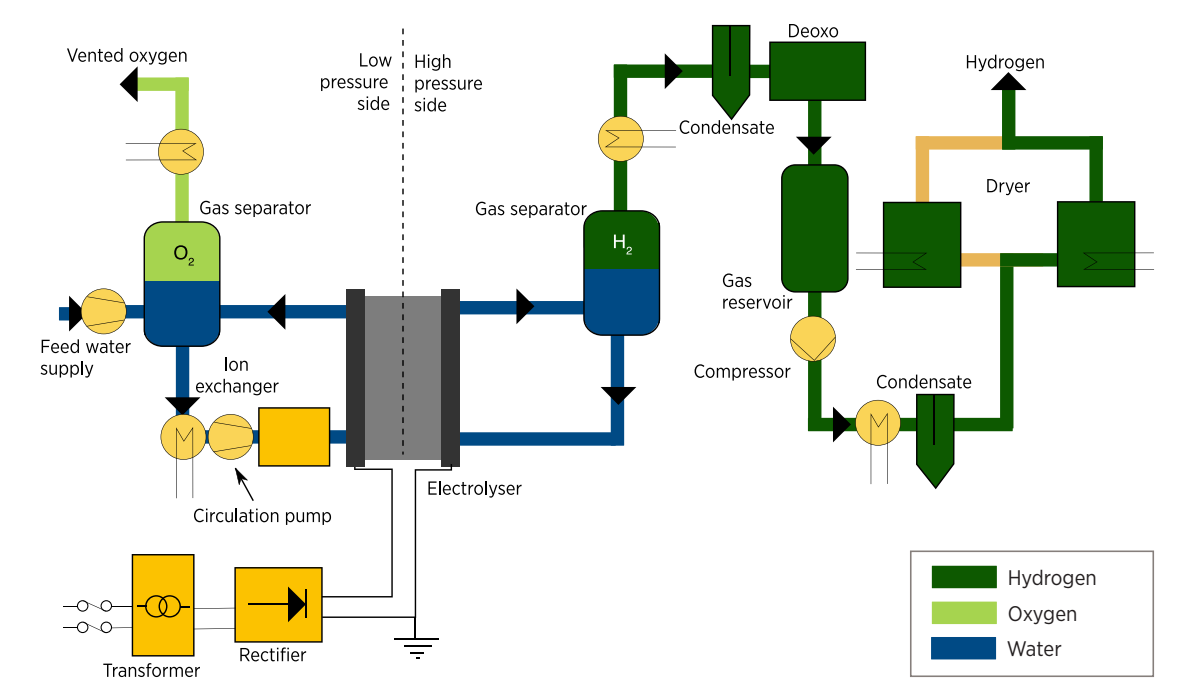 Vented oxygen
Low
pressure
side
High
pressure
side
Deoxo
Hydrogen
Condensate
Gas separator
Gas separator
Dryer
O₂
H₂
Feed water
supply
Ion
exchanger
Gas
reservoir
Compressor
Condensate
Circulation pump
Electrolyser
Transformer
Rectifier
Hydrogen
Oxygen
Water